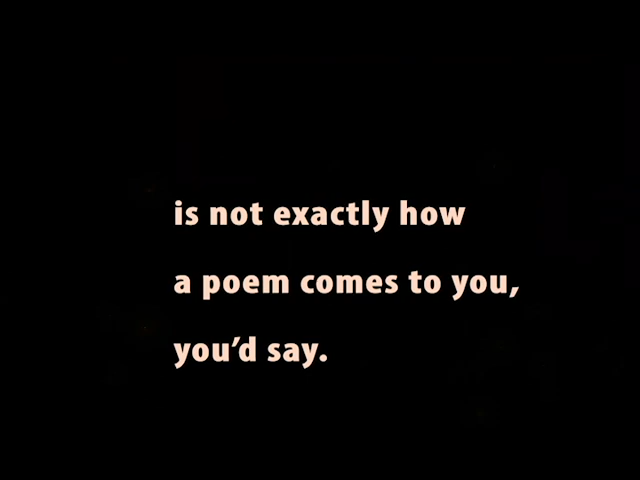 is not exactly how
a poem comes to you,
you’d say.